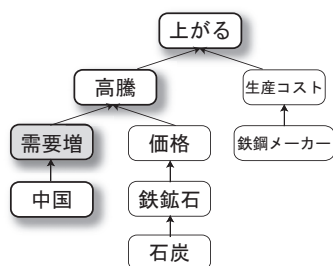 上がる
高騰
生産コスト
需要増
価格
鉄鋼メーカー
中国
鉄鉱石
石炭